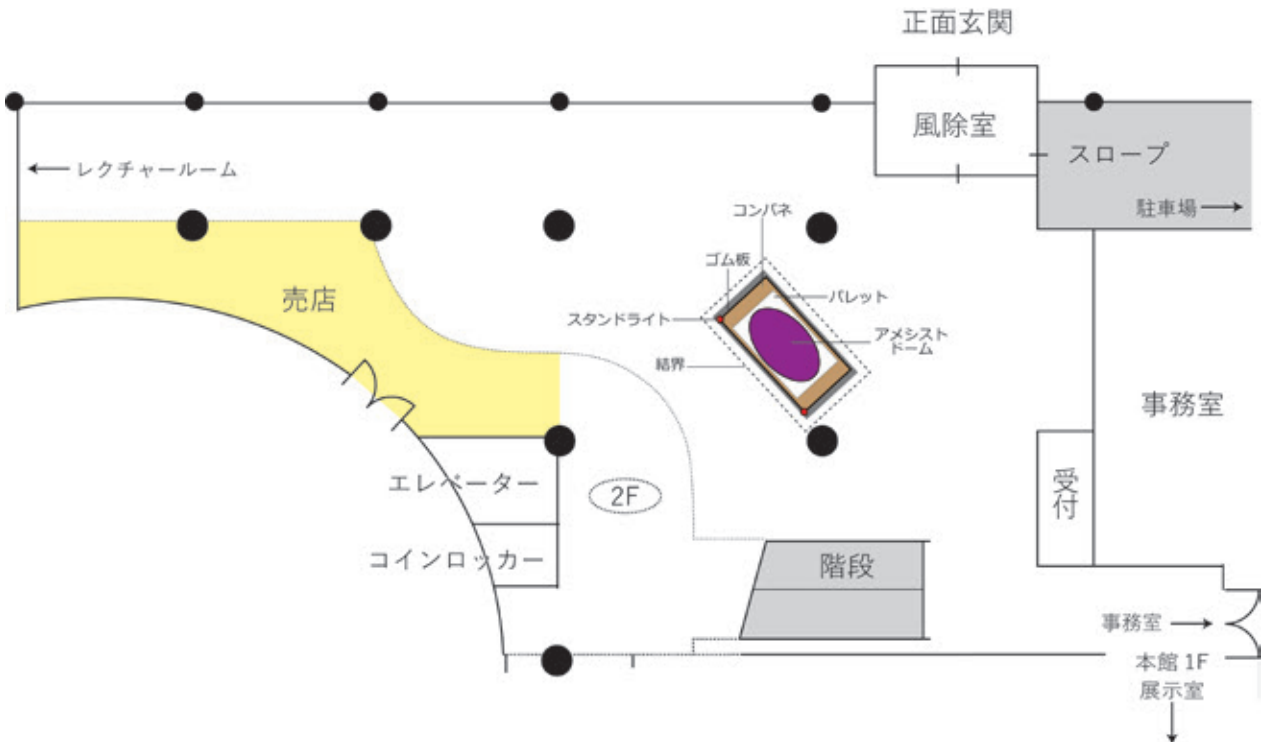 正面玄関
風除室
スロープ
← レクチャールーム
駐車場 →
コンパネ
ゴム板
パレット
売店
スタンドライト
アメシスト
ドーム
結界
事務室
エレベーター
2F
受付
コインロッカー
階段
事務室 →
本館 1F
展示室
↓